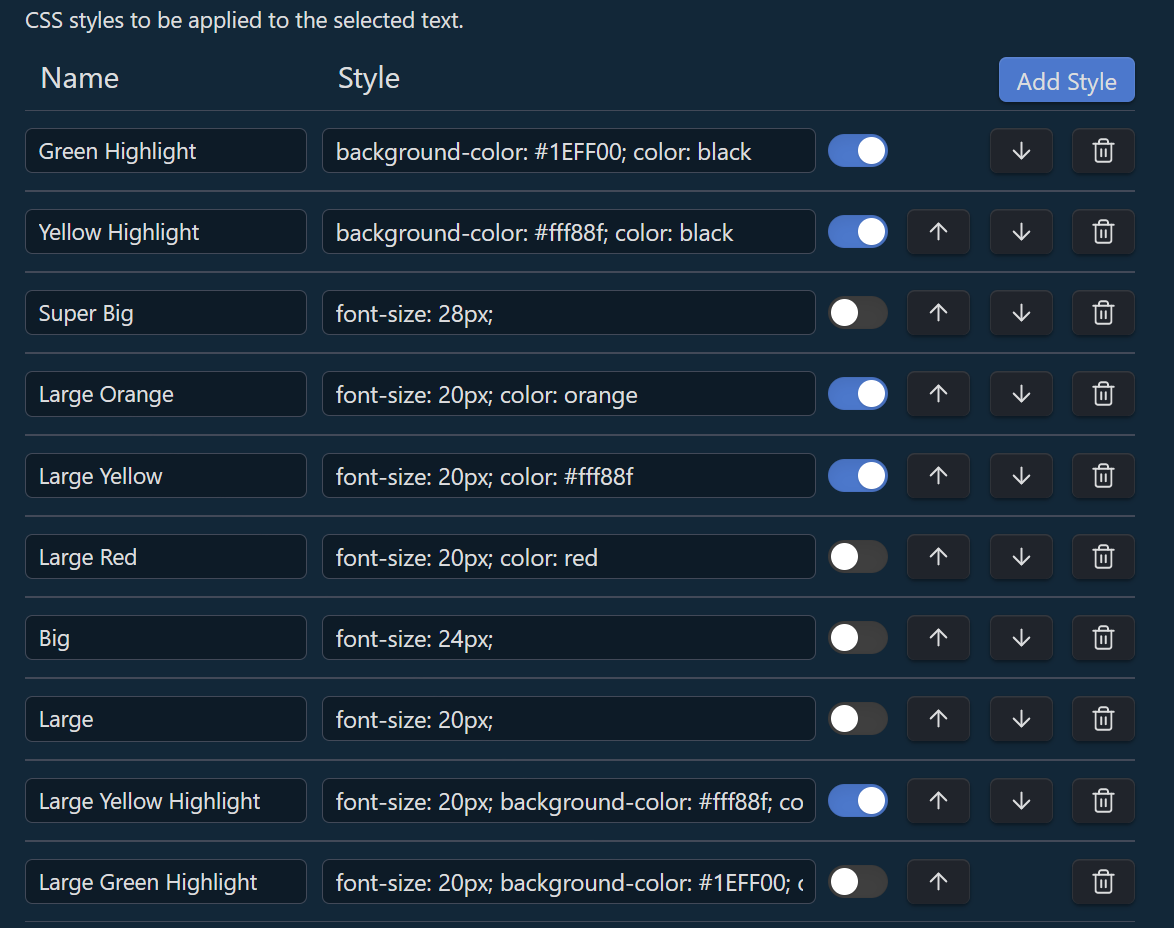 CSS styles to be applied to the selected text.
Name Style Add Style
Green Highlight background-color: #1EFF00; color: black
Yellow Highlight background-color: #fff88f; color: black
Super Big font-size: 28px;
Large Orange font-size: 20px; color: orange
Large Yellow font-size: 20px; color: #fff88f
Large Red font-size: 20px; color: red
Big font-size: 24px;
Large font-size: 20px;
Large Yellow Highlight font-size: 20px; background-color: #fff88f; co
Large Green Highlight font-size: 20px; background-color: #1EFF00;